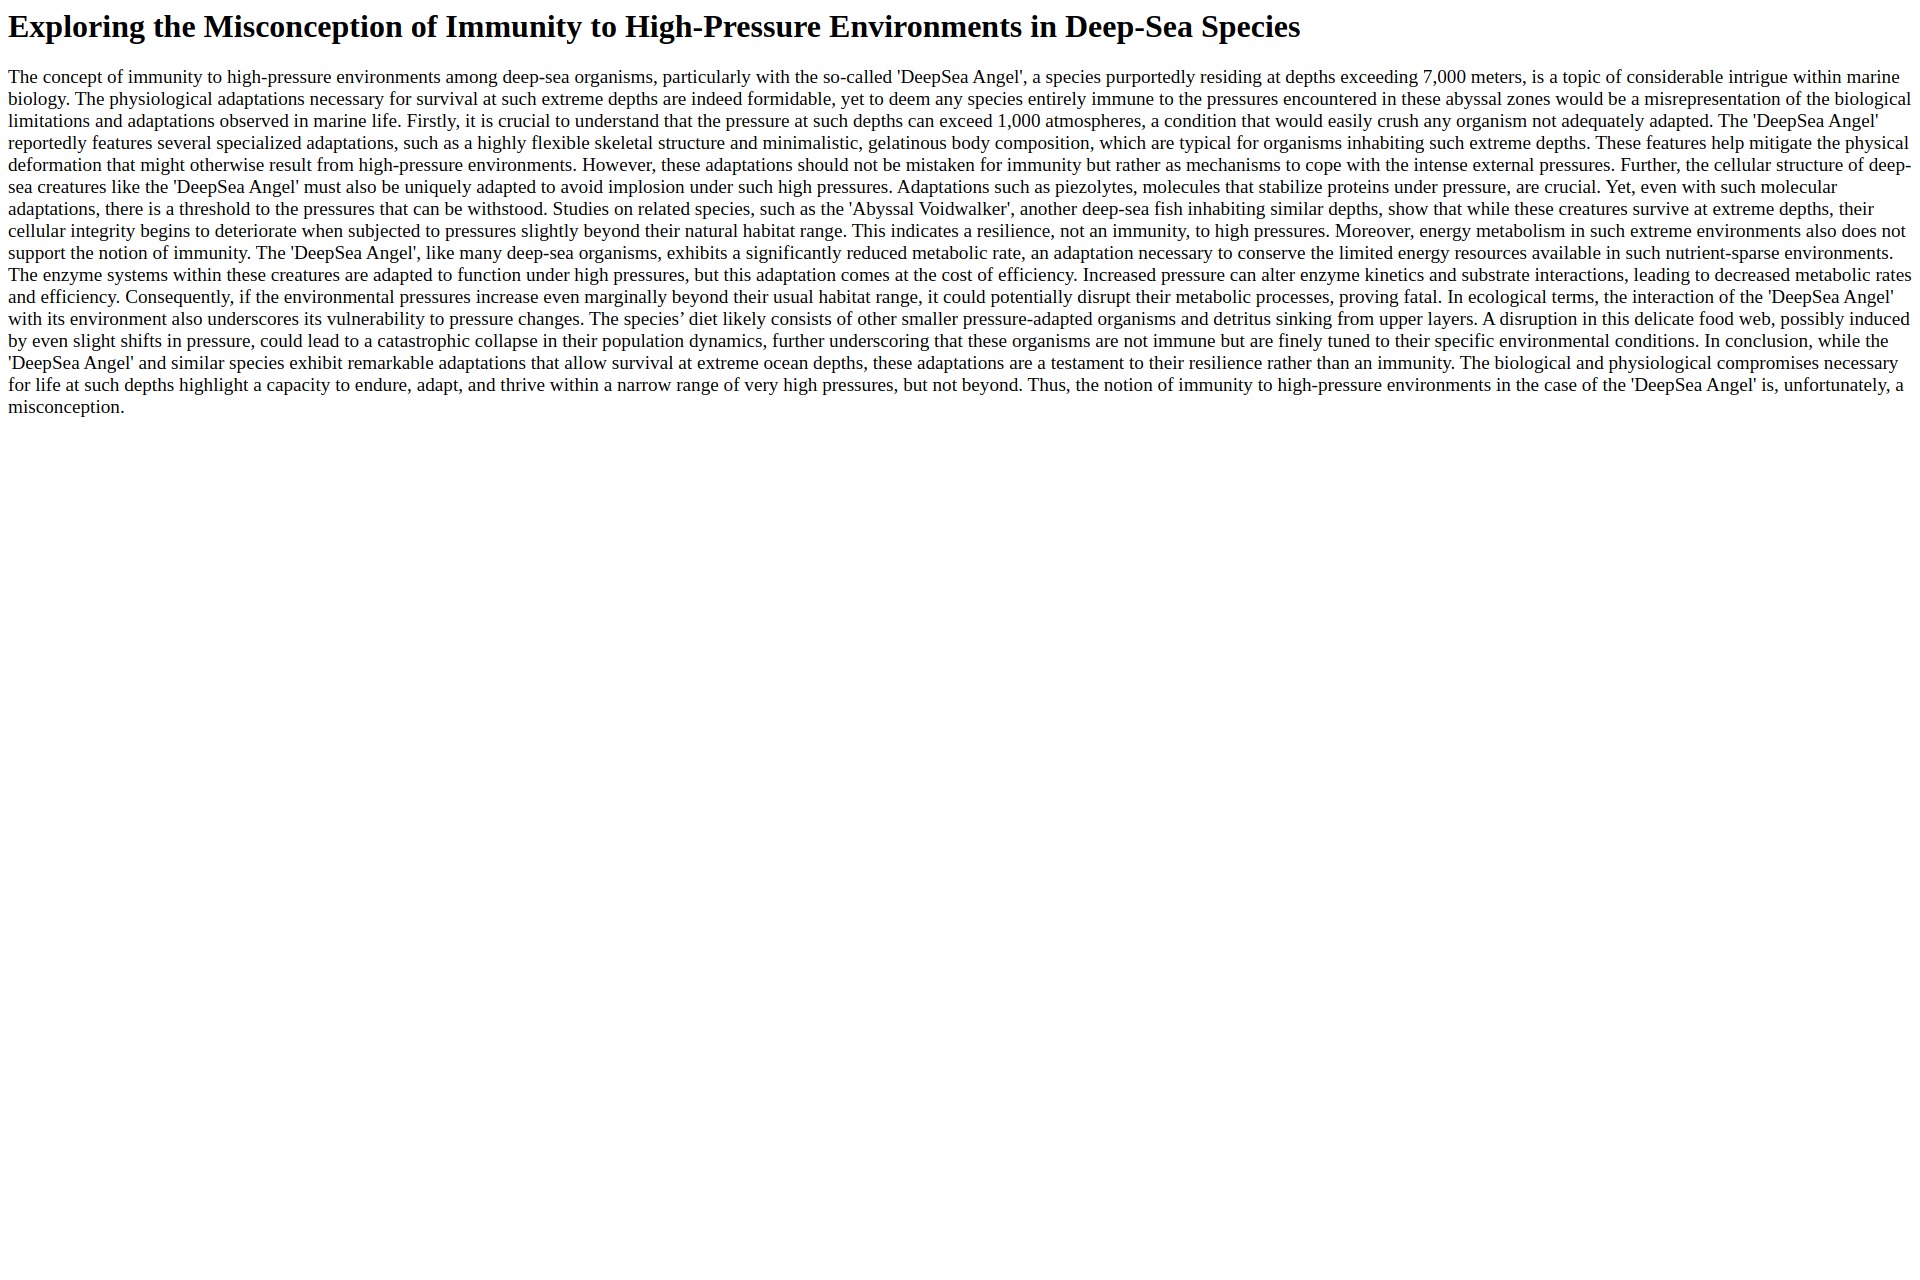 Exploring the Misconception of Immunity to High-Pressure Environments in Deep-Sea Species
The concept of immunity to high-pressure environments among deep-sea organisms, particularly with the so-called 'DeepSea Angel', a species purportedly residing at depths exceeding 7,000 meters, is a topic of considerable intrigue within marine
biology. The physiological adaptations necessary for survival at such extreme depths are indeed formidable, yet to deem any species entirely immune to the pressures encountered in these abyssal zones would be a misrepresentation of the biological
limitations and adaptations observed in marine life. Firstly, it is crucial to understand that the pressure at such depths can exceed 1,000 atmospheres, a condition that would easily crush any organism not adequately adapted. The 'DeepSea Angel'
reportedly features several specialized adaptations, such as a highly flexible skeletal structure and minimalistic, gelatinous body composition, which are typical for organisms inhabiting such extreme depths. These features help mitigate the physical
deformation that might otherwise result from high-pressure environments. However, these adaptations should not be mistaken for immunity but rather as mechanisms to cope with the intense external pressures. Further, the cellular structure of deep-
sea creatures like the 'DeepSea Angel' must also be uniquely adapted to avoid implosion under such high pressures. Adaptations such as piezolytes, molecules that stabilize proteins under pressure, are crucial. Yet, even with such molecular
adaptations, there is a threshold to the pressures that can be withstood. Studies on related species, such as the 'Abyssal Voidwalker', another deep-sea fish inhabiting similar depths, show that while these creatures survive at extreme depths, their
cellular integrity begins to deteriorate when subjected to pressures slightly beyond their natural habitat range. This indicates a resilience, not an immunity, to high pressures. Moreover, energy metabolism in such extreme environments also does not
support the notion of immunity. The 'DeepSea Angel', like many deep-sea organisms, exhibits a significantly reduced metabolic rate, an adaptation necessary to conserve the limited energy resources available in such nutrient-sparse environments.
The enzyme systems within these creatures are adapted to function under high pressures, but this adaptation comes at the cost of efficiency. Increased pressure can alter enzyme kinetics and substrate interactions, leading to decreased metabolic rates
and efficiency. Consequently, if the environmental pressures increase even marginally beyond their usual habitat range, it could potentially disrupt their metabolic processes, proving fatal. In ecological terms, the interaction of the 'DeepSea Angel'
with its environment also underscores its vulnerability to pressure changes. The species’ diet likely consists of other smaller pressure-adapted organisms and detritus sinking from upper layers. A disruption in this delicate food web, possibly induced
by even slight shifts in pressure, could lead to a catastrophic collapse in their population dynamics, further underscoring that these organisms are not immune but are finely tuned to their specific environmental conditions. In conclusion, while the
'DeepSea Angel' and similar species exhibit remarkable adaptations that allow survival at extreme ocean depths, these adaptations are a testament to their resilience rather than an immunity. The biological and physiological compromises necessary
for life at such depths highlight a capacity to endure, adapt, and thrive within a narrow range of very high pressures, but not beyond. Thus, the notion of immunity to high-pressure environments in the case of the 'DeepSea Angel' is, unfortunately, a
misconception.